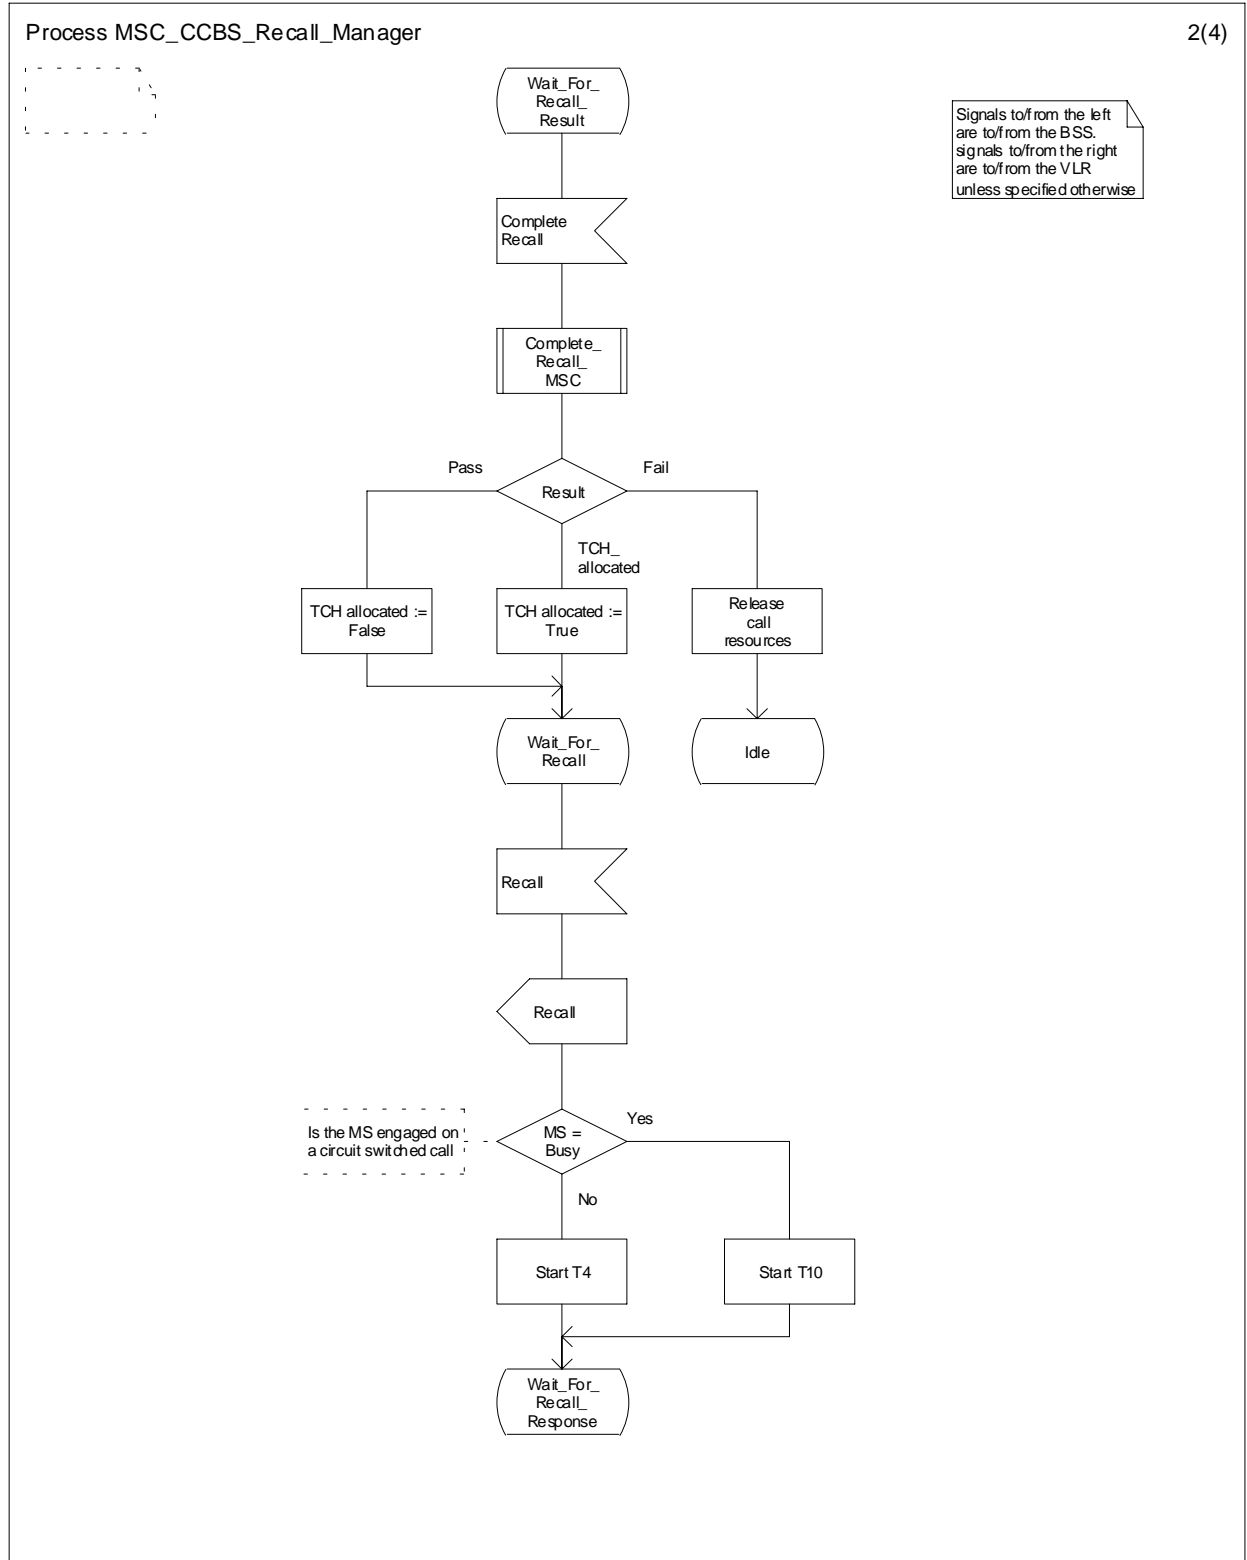 Process MSC_CCBS_Recall_Manager
2(4)
Wait_For_
Recall_
Result
Signals to/from the left
are to/from the BSS.
signals to/from the right
are to/from the VLR
unless specified otherwise
Complete
Recall
Complete_
Recall_
MSC
Pass
Fail
Result
TCH_
allocated
TCH allocated :=
False
TCH allocated :=
True
Release
call
resources
Wait_For_
Recall
Idle
Recall
Recall
Is the MS engaged on
a circuit switched call
MS =
Busy
Yes
No
Start T4
Start T10
Wait_For_
Recall_
Response